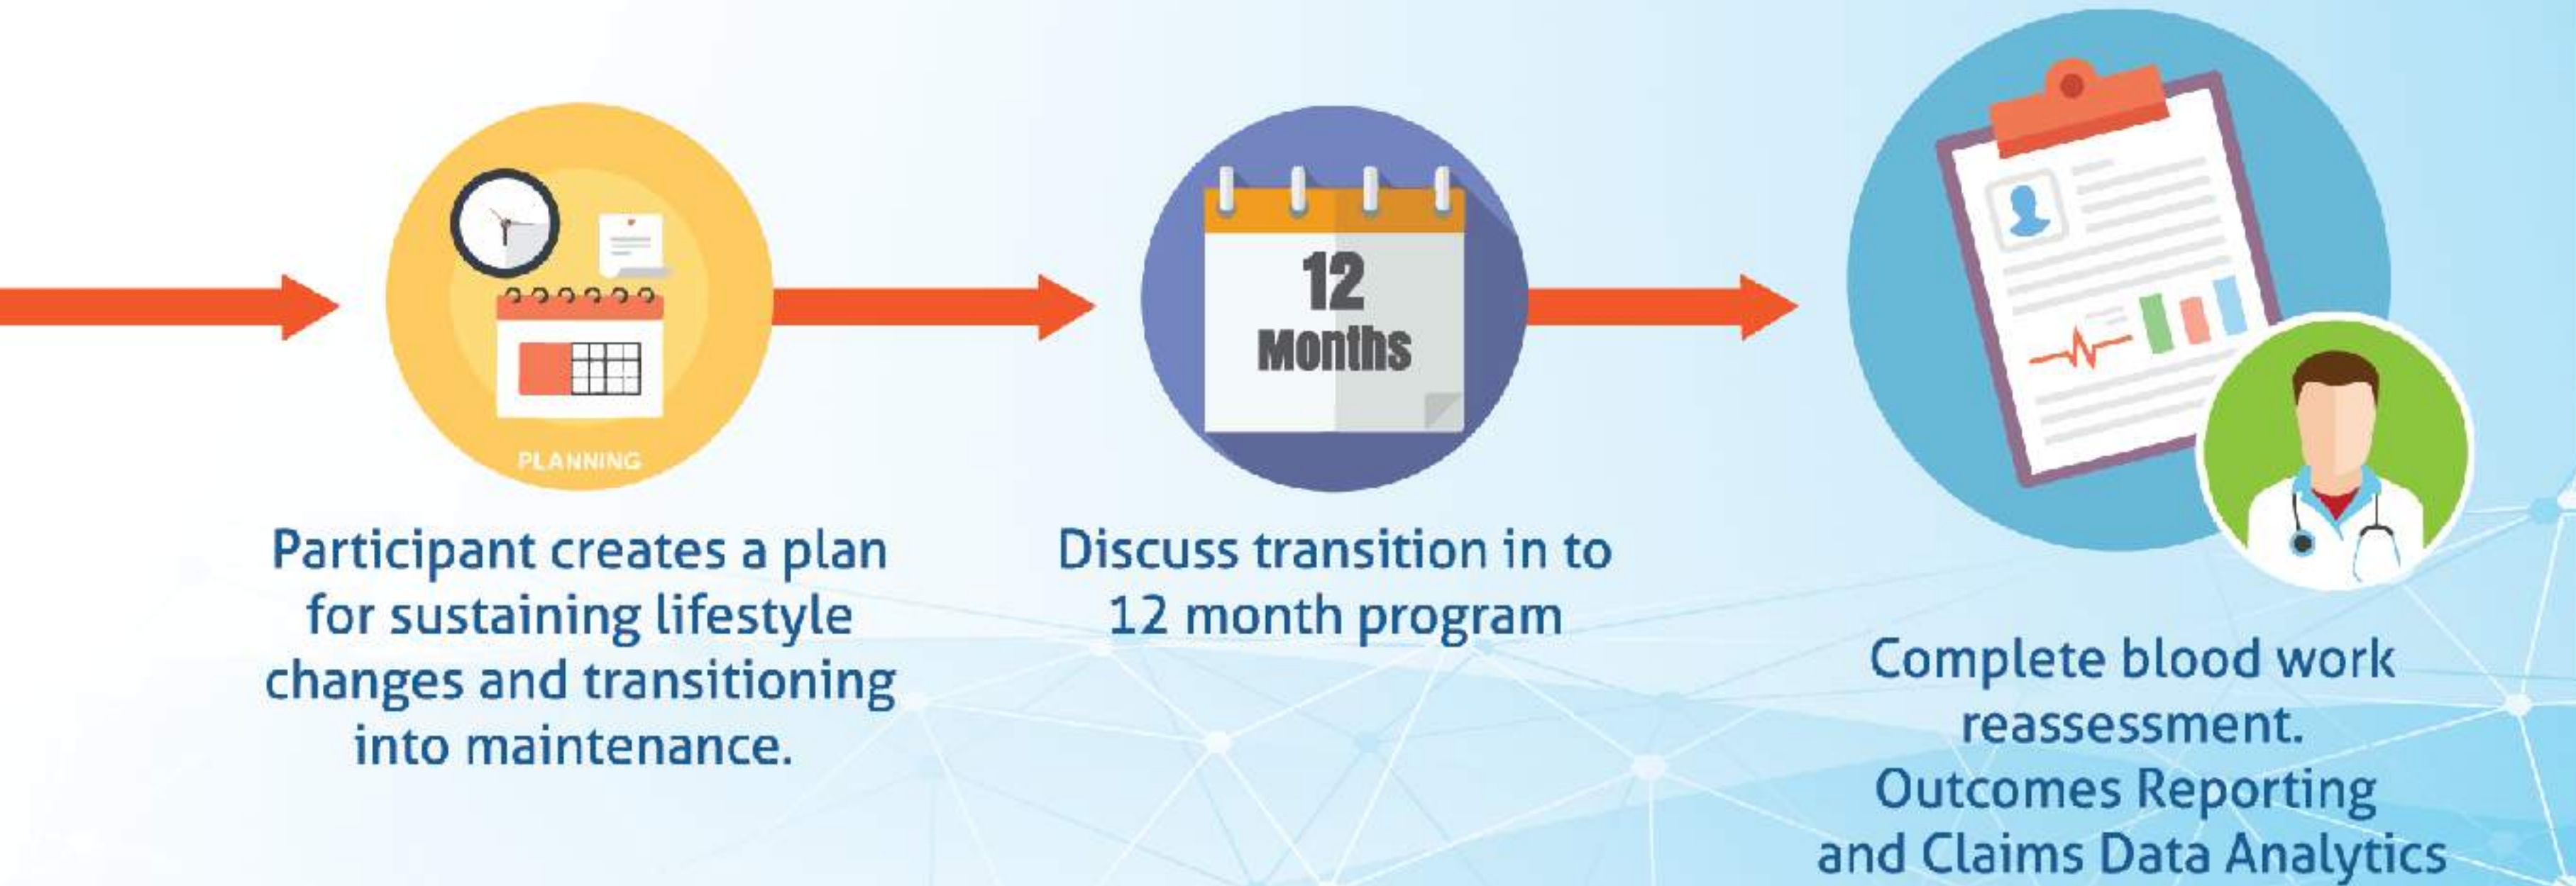 PLANNING
Participant creates a plan
for sustaining lifestyle
changes and transitioning
into maintenance.
12
Months
Discuss transition in to
12 month program
Complete blood work
reassessment.
Outcomes Reporting
and Claims Data Analytics